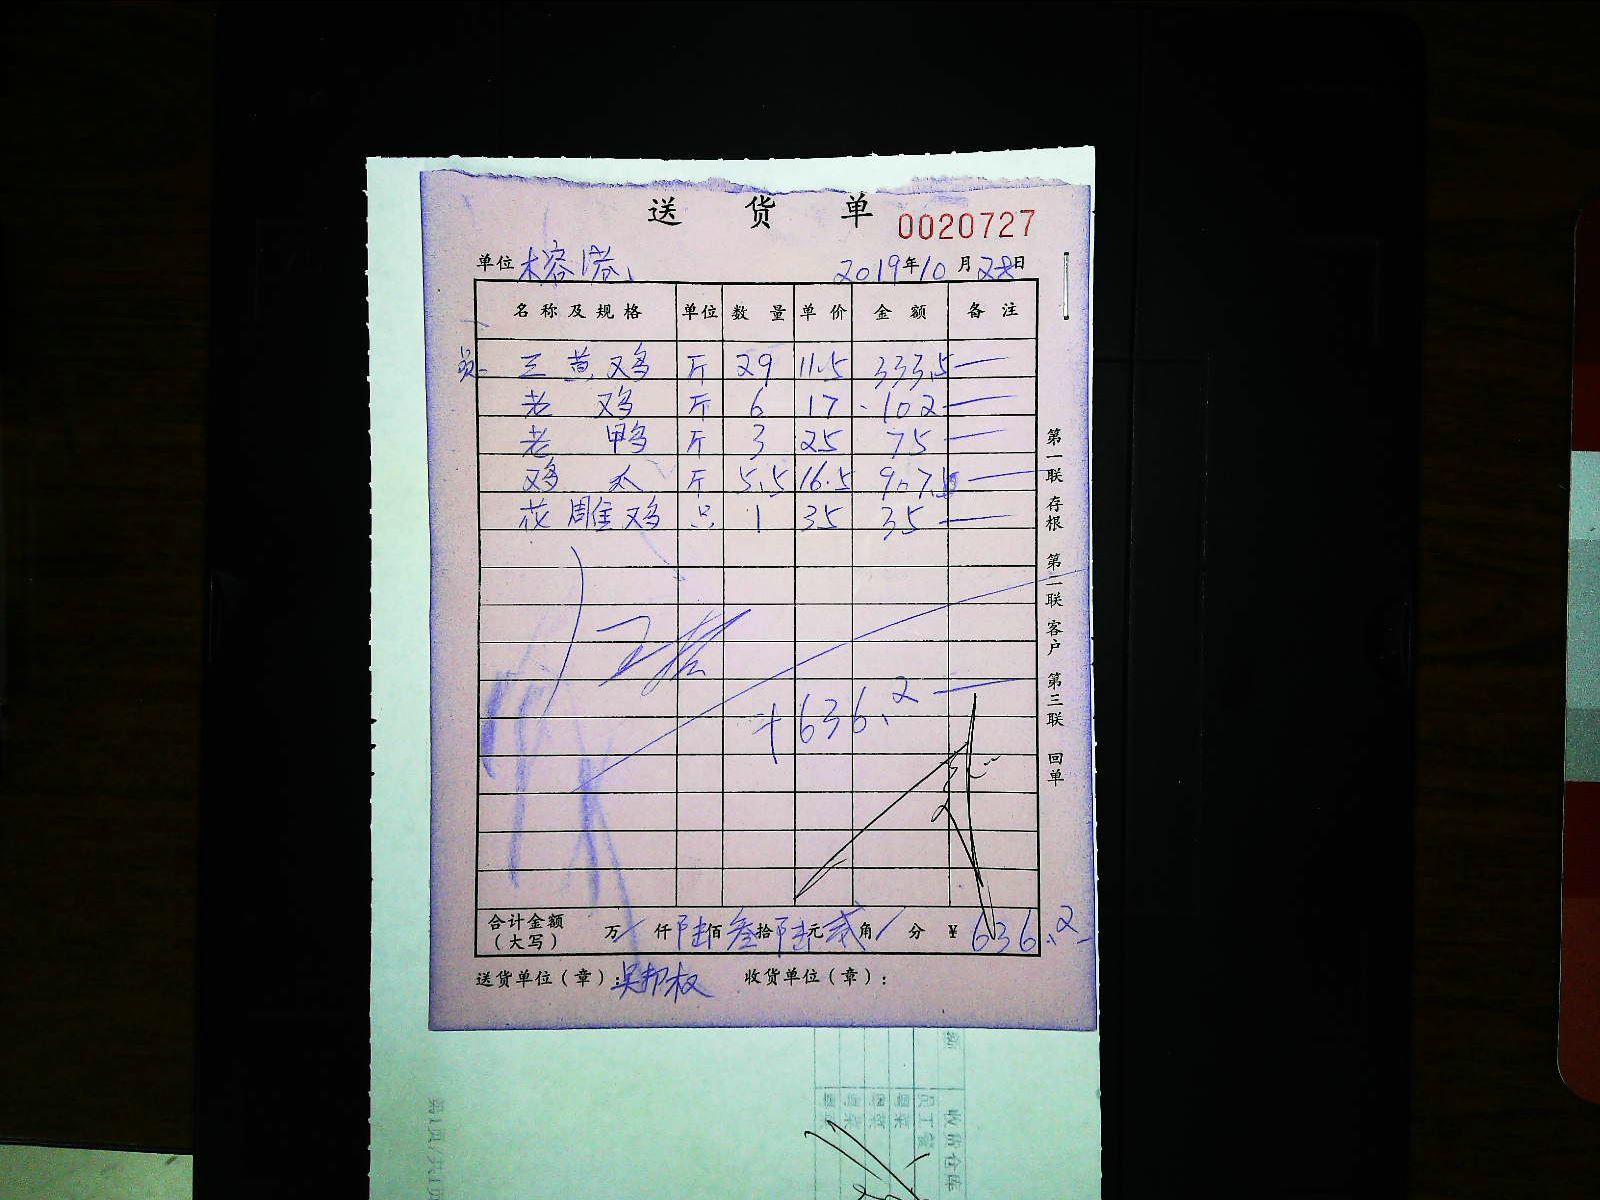 送 货 单 0020727
单位 榕港 2019年10月28日
名称及规格 单位 数量 单价 金额 备注
员 三黄鸡 斤 29 11.5 333.5 —
老鸡 斤 6 17 102 —
老鸭 斤 3 25 75 —
鸡 斤 5.5 16.5 90.75 —
花雕鸡 只 1 35 35 —
636.2 —
合计金额(大写) 万 仟 陆佰 叁拾 陆元 贰角 分 ¥ 636.2
送货单位(章): 吴邦权 收货单位(章):
第一联 存根 第二联 客户 第三联 回单